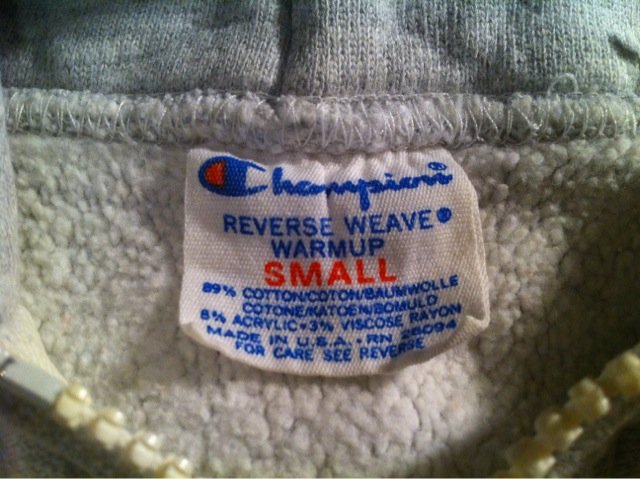 Champion®
REVERSE WEAVE®
WARMUP
SMALL
89% COTTON/COTON/BAUMWOLLE
COTONE/KATOEN/BOMULD
8% ACRYLIC•3% VISCOSE RAYON
MADE IN U.S.A. • RN 26094
FOR CARE SEE REVERSE